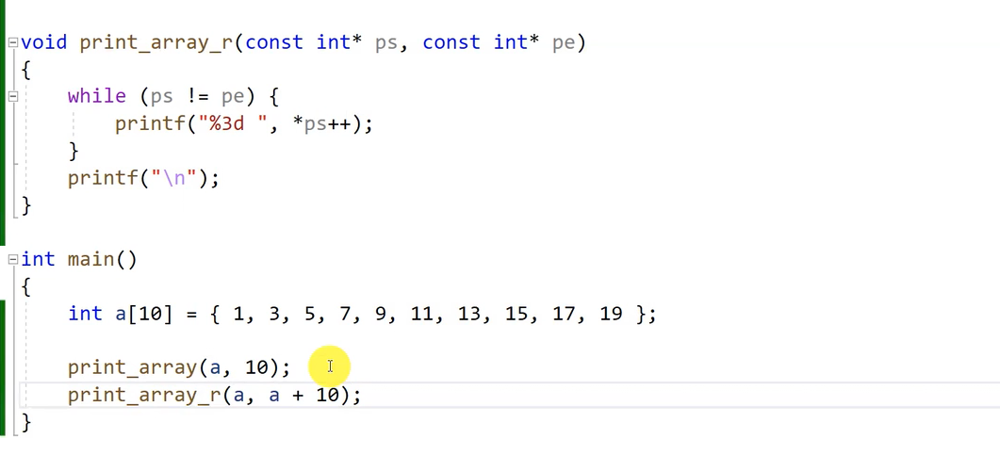 void print_array_r(const int* ps, const int* pe)
{
    while (ps != pe) {
        printf("%3d ", *ps++);
    }
    printf("\n");
}
int main()
{
    int a[10] = { 1, 3, 5, 7, 9, 11, 13, 15, 17, 19 };
    print_array(a, 10);
    print_array_r(a, a + 10);
}